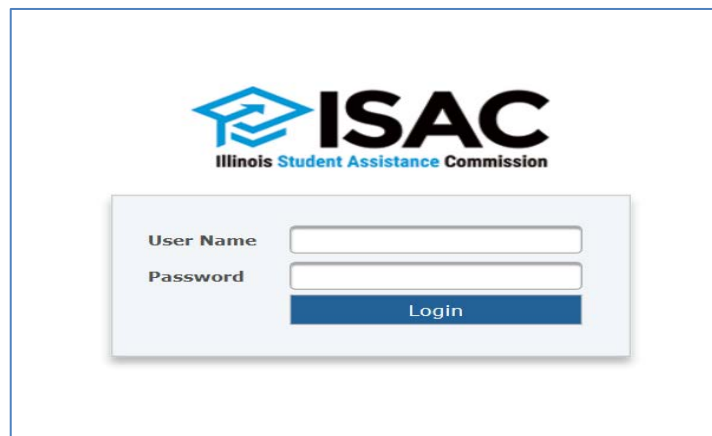 ISAC
Illinois Student Assistance Commission
User Name
Password
Login